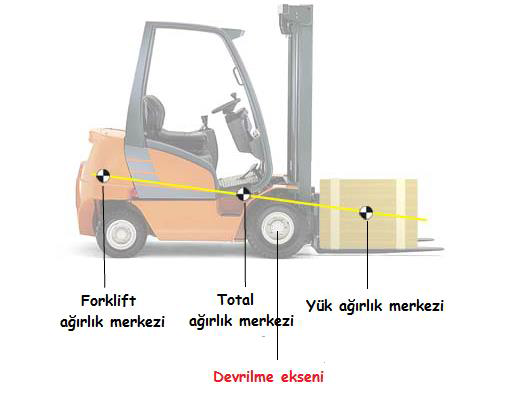 Forklift
ağırlık merkezi
Total
ağırlık merkezi
Yük ağırlık merkezi
Devrilme ekseni